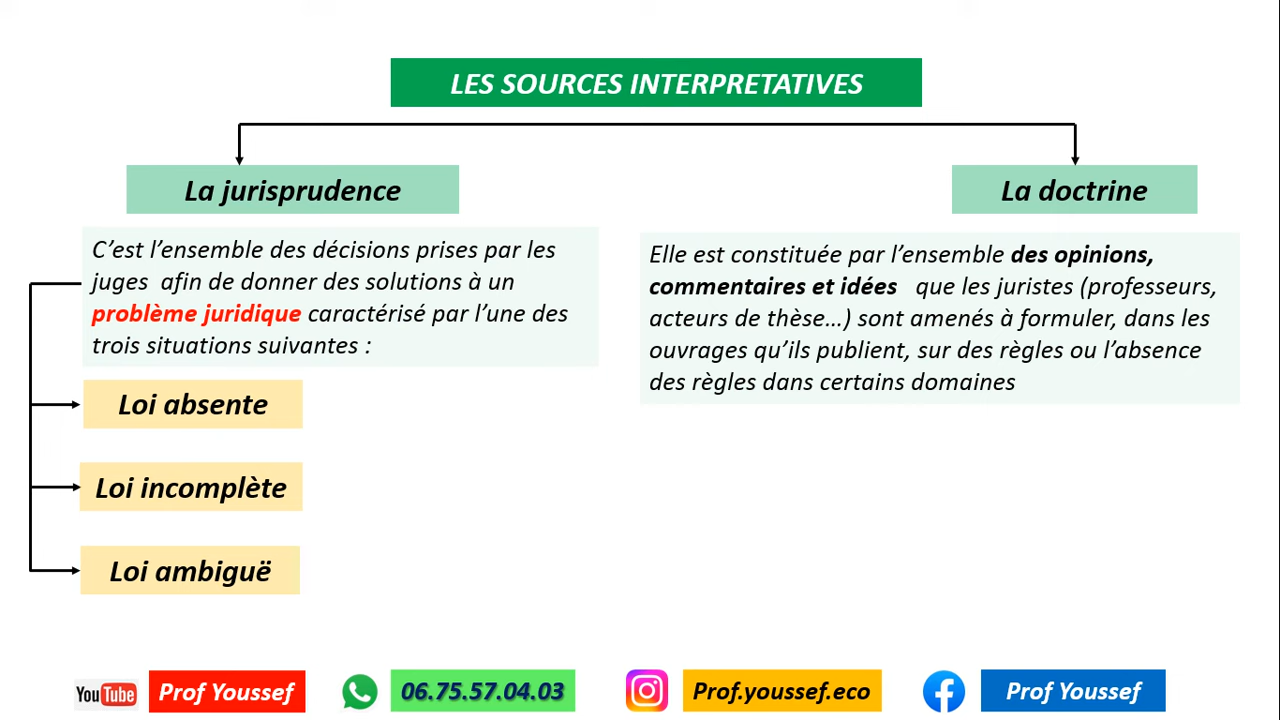 LES SOURCES INTERPRETATIVES
La jurisprudence
C'est l'ensemble des décisions prises par les
juges afin de donner des solutions à un
problème juridique caractérisé par l'une des
trois situations suivantes :
Loi absente
Loi incomplète
Loi ambiguë
La doctrine
Elle est constituée par l'ensemble des opinions,
commentaires et idées que les juristes (professeurs,
acteurs de thèse...) sont amenés à formuler, dans les
ouvrages qu'ils publient, sur des règles ou l'absence
des règles dans certains domaines
YouTube Prof Youssef
06.75.57.04.03
Prof.youssef.eco
Prof Youssef